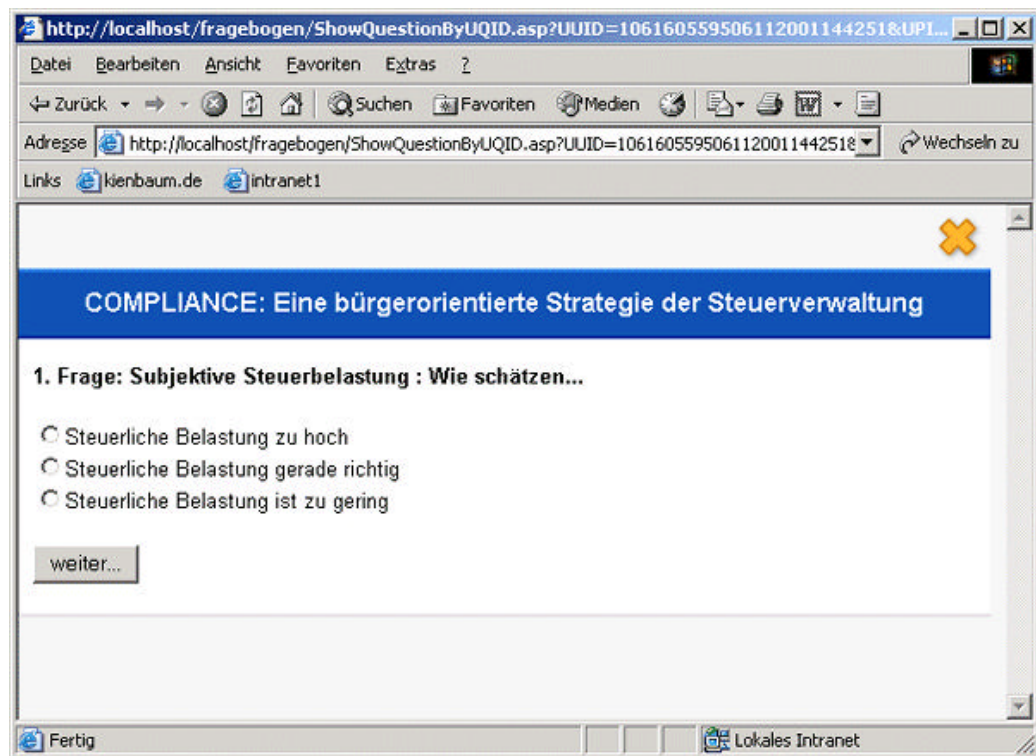 http://localhost/fragebogen/ShowQuestionByUQID.asp?UUID=106160559506112001144251&UPI...
Datei Bearbeiten Ansicht Favoriten Extras ?
Zurück Suchen Favoriten Medien
Adresse http://localhost/fragebogen/ShowQuestionByUQID.asp?UUID=106160559506112001144251& Wechseln zu
Links kienbaum.de intranet1
COMPLIANCE: Eine bürgerorientierte Strategie der Steuerverwaltung
1. Frage: Subjektive Steuerbelastung : Wie schätzen...
Steuerliche Belastung zu hoch
Steuerliche Belastung gerade richtig
Steuerliche Belastung ist zu gering
weiter...
Fertig Lokales Intranet